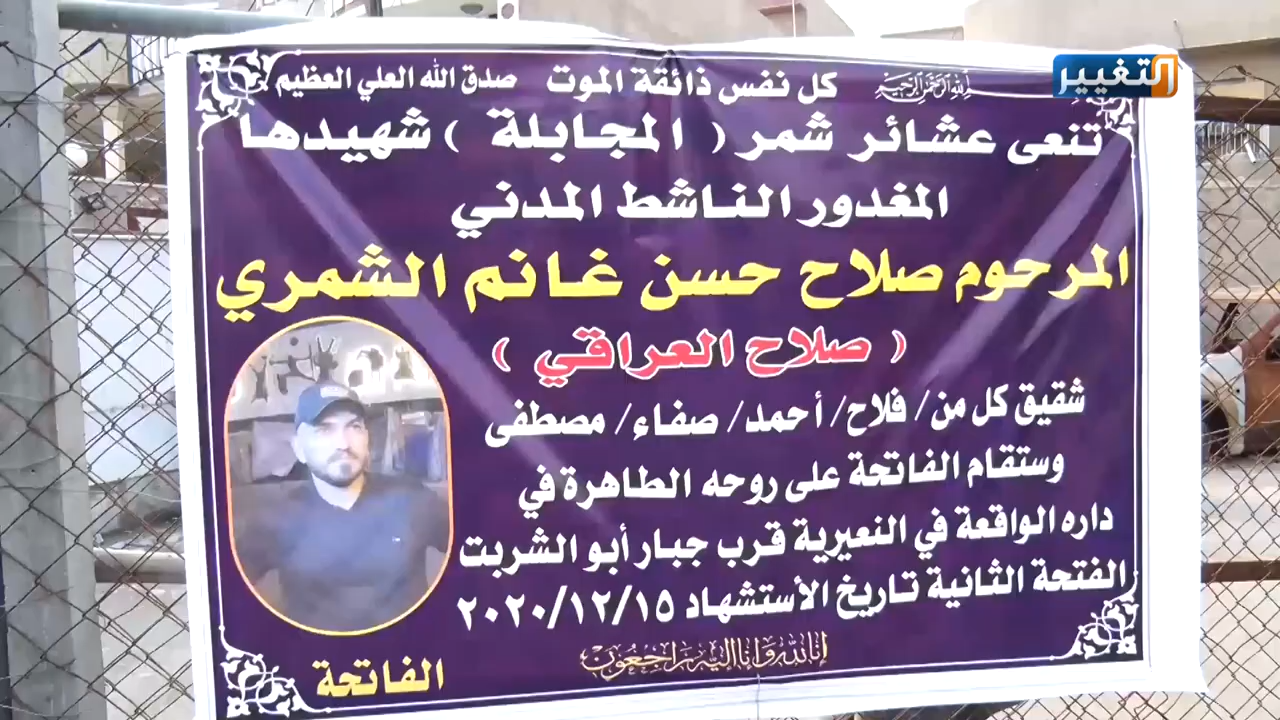 التغيير
بسم الله الرحمن الرحيم كل نفس ذائقة الموت صدق الله العلي العظيم
تنعى عشائر شمر ( المجابلة ) شهيدها
المغدور الناشط المدني
المرحوم صلاح حسن غانم الشمري
( صلاح العراقي )
شقيق كل من/ فلاح/ أحمد/ صفاء/ مصطفى
وستقام الفاتحة على روحه الطاهرة في
داره الواقعة في النعيرية قرب جبار أبو الشربت
الفتحة الثانية تاريخ الأستشهاد ٢٠٢٠/١٢/١٥
إنا لله وإنا إليه راجعون
الفاتحة